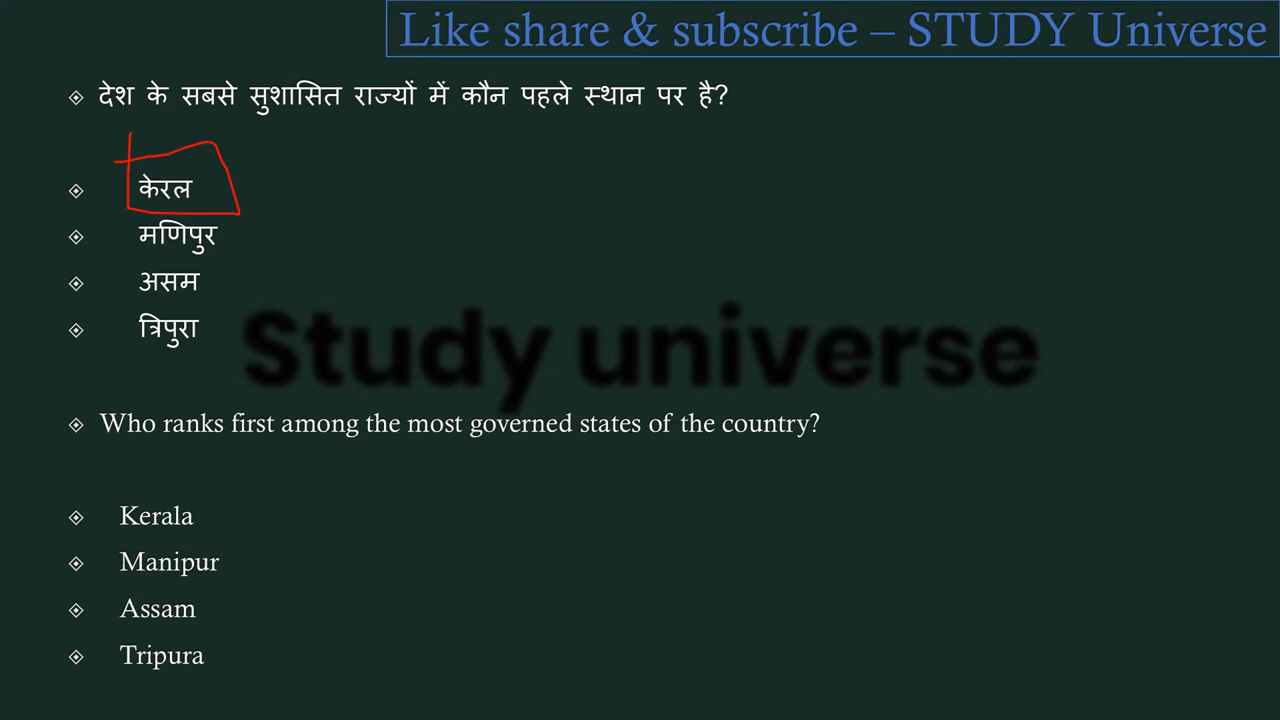 Like share & subscribe – STUDY Universe
देश के सबसे सुशासित राज्यों में कौन पहले स्थान पर है?
केरल
मणिपुर
असम
त्रिपुरा
Study universe
Who ranks first among the most governed states of the country?
Kerala
Manipur
Assam
Tripura